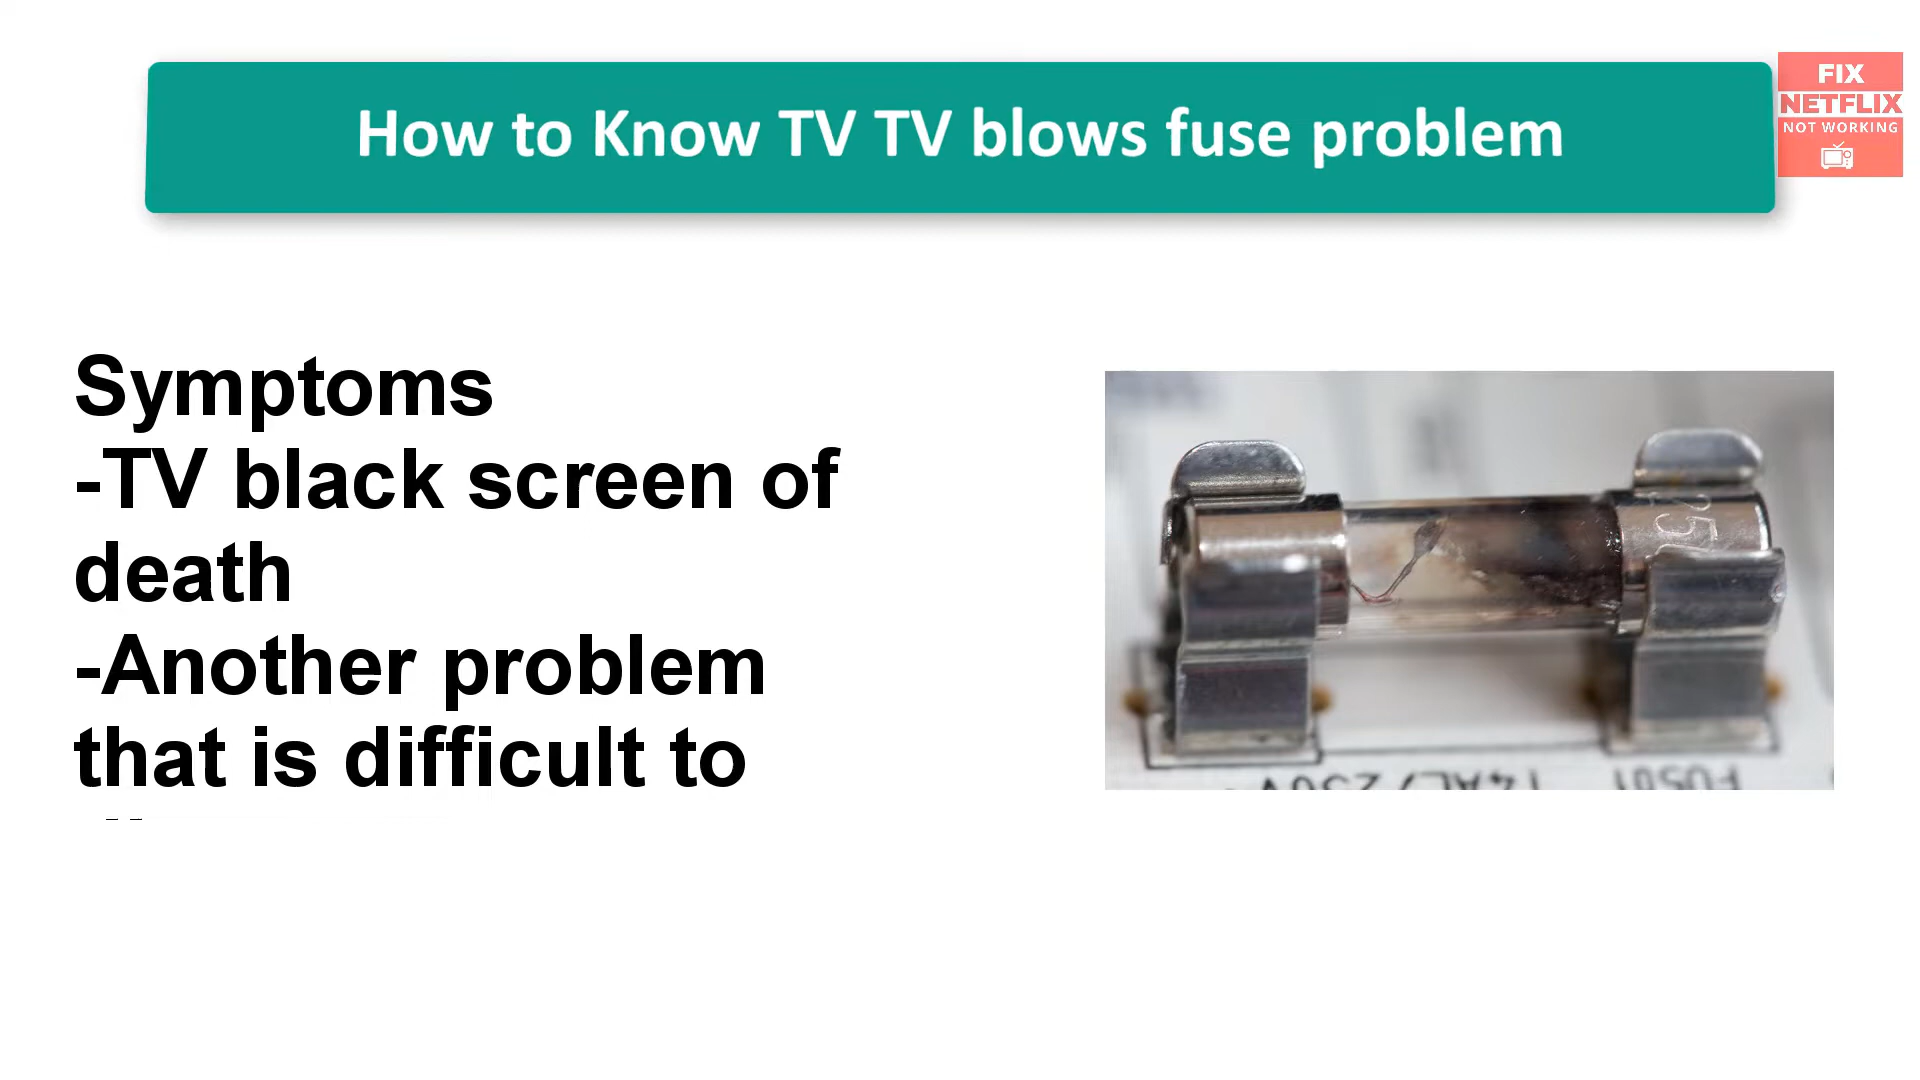 How to Know TV TV blows fuse problem
FIX
NETFLIX
NOT WORKING
Symptoms
-TV black screen of
death
-Another problem
that is difficult to